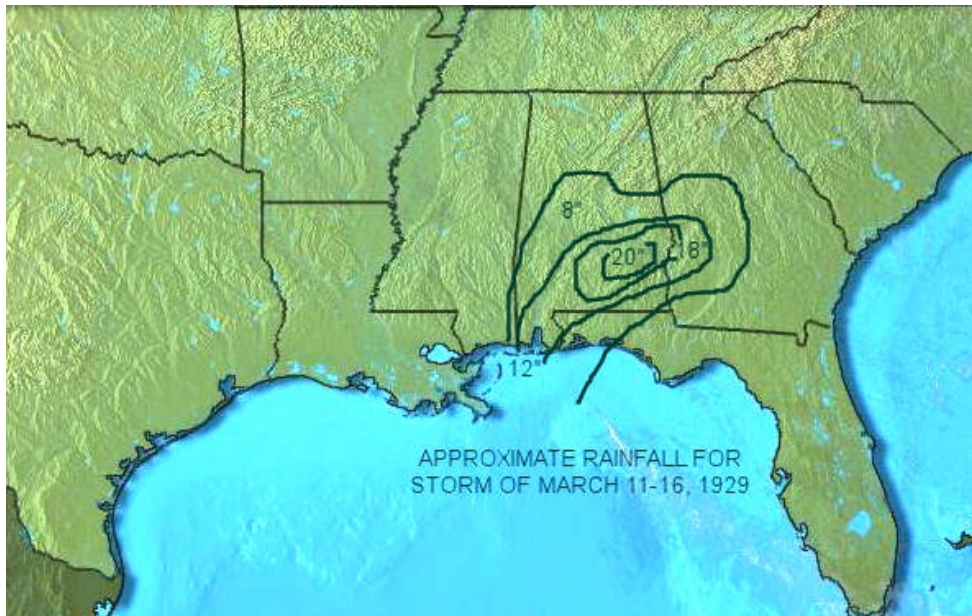 8"
20"
18"
12"
APPROXIMATE RAINFALL FOR
STORM OF MARCH 11-16, 1929